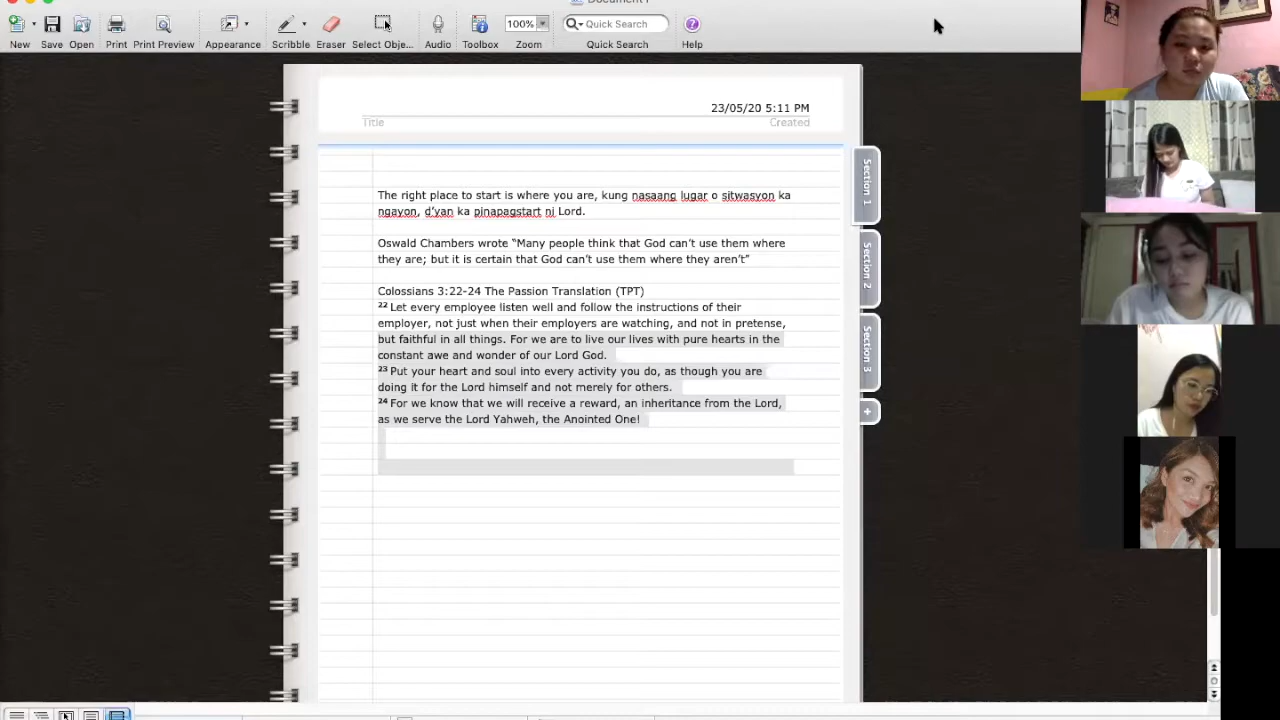 New Save Open Print Print Preview Appearance Scribble Eraser Select Obje... Audio Toolbox 100% Zoom Quick Search Quick Search Help
23/05/20 5:11 PM
Title Created
The right place to start is where you are, kung nasaang lugar o sitwasyon ka
ngayon, d'yan ka pinapagstart ni Lord.
Oswald Chambers wrote “Many people think that God can’t use them where
they are; but it is certain that God can’t use them where they aren’t”
Colossians 3:22-24 The Passion Translation (TPT)
22 Let every employee listen well and follow the instructions of their
employer, not just when their employers are watching, and not in pretense,
but faithful in all things. For we are to live our lives with pure hearts in the
constant awe and wonder of our Lord God.
23 Put your heart and soul into every activity you do, as though you are
doing it for the Lord himself and not merely for others.
24 For we know that we will receive a reward, an inheritance from the Lord,
as we serve the Lord Yahweh, the Anointed One!
Section 1
Section 2
Section 3
+